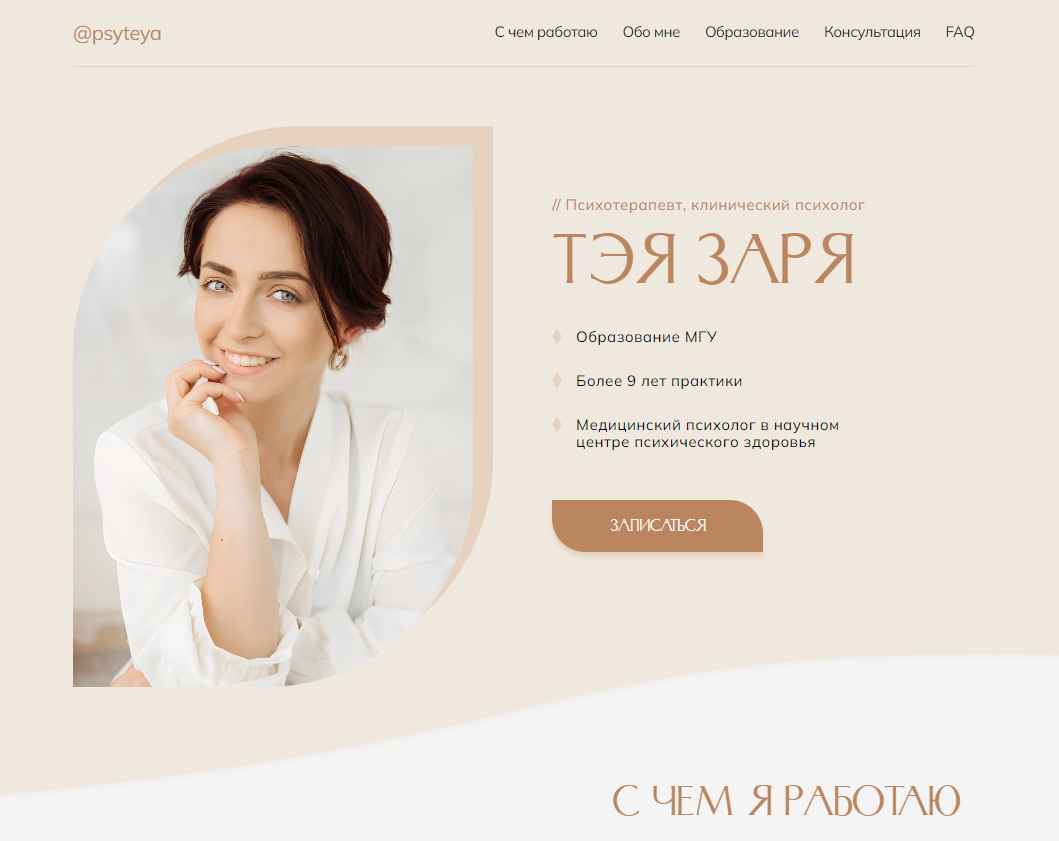 @psyteya
С чем работаю Обо мне Образование Консультация FAQ
// Психотерапевт, клинический психолог
ТЭЯ ЗАРЯ
Образование МГУ
Более 9 лет практики
Медицинский психолог в научном
центре психического здоровья
ЗАПИСАТЬСЯ
С ЧЕМ Я РАБОТАЮ